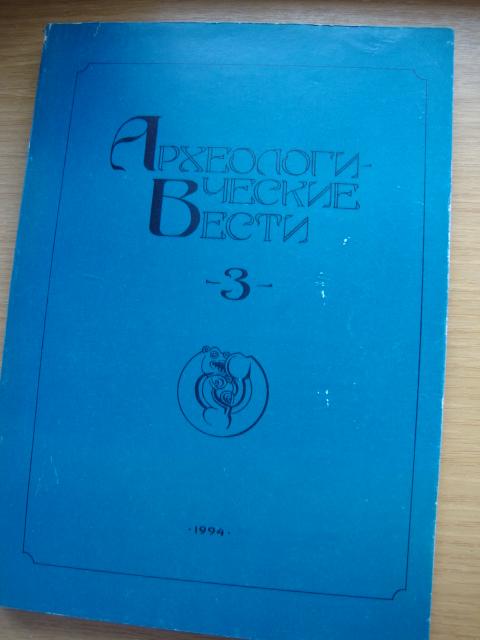 Археологи-
ческие
Вести
-3-
·1994·